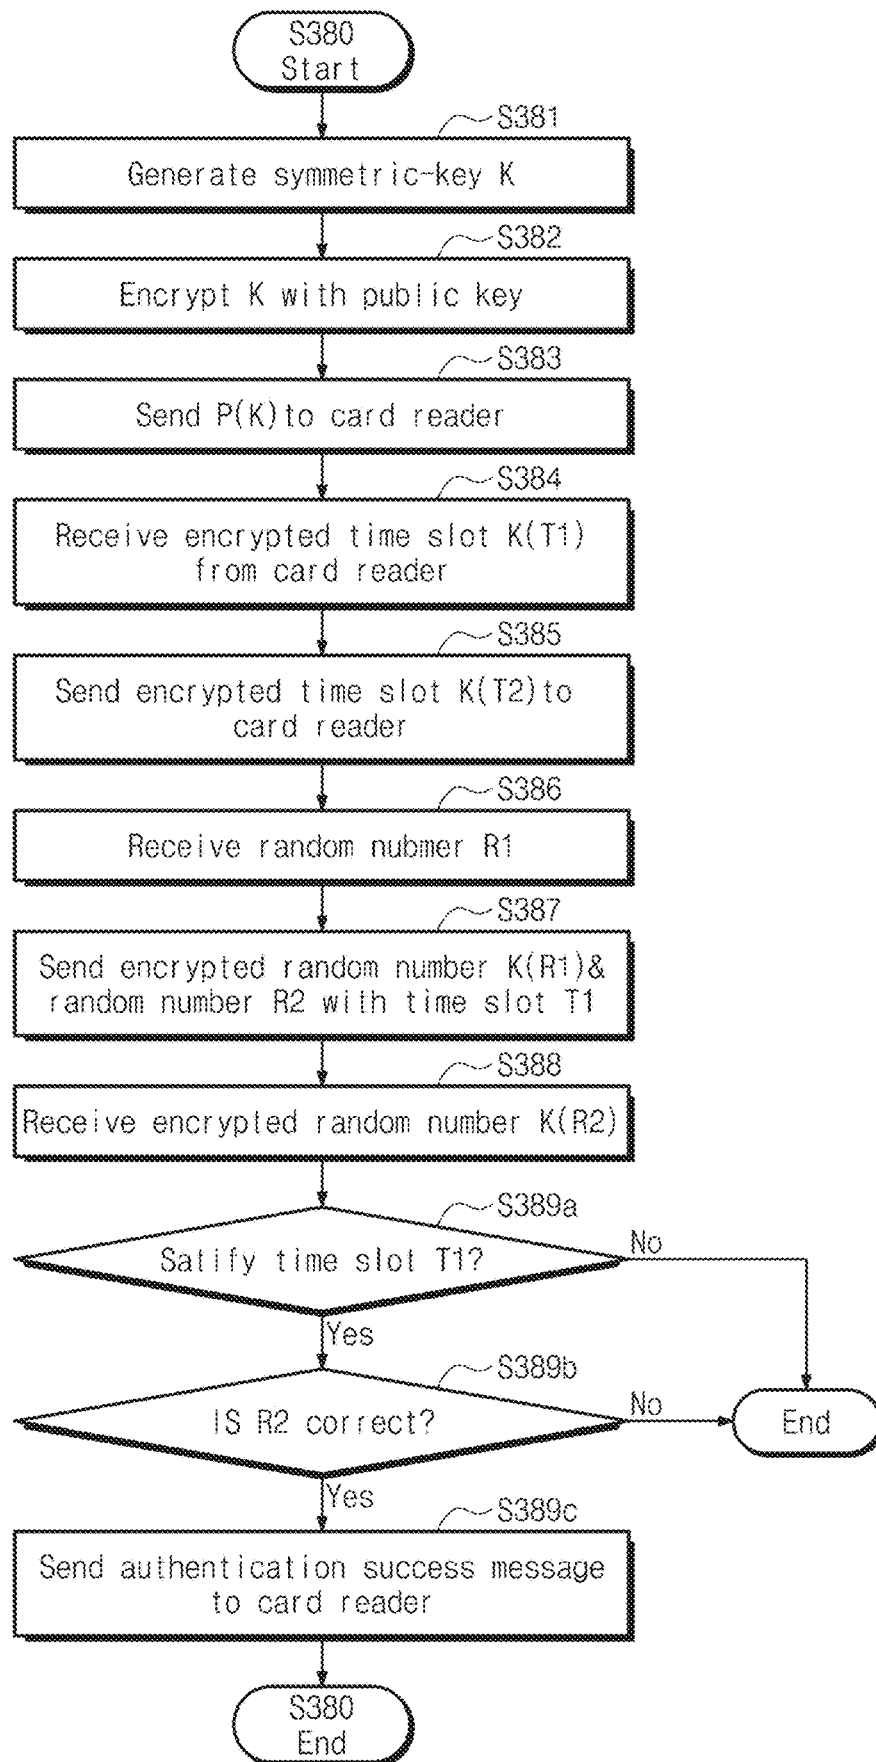 S380
Start
S381
Generate symmetric-key K
S382
Encrypt K with public key
S383
Send P(K)to card reader
S384
Receive encrypted time slot K(T1)
from card reader
S385
Send encrypted time slot K(T2)to
card reader
S386
Receive random nubmer R1
S387
Send encrypted random number K(R1)&
random number R2 with time slot T1
S388
Receive encrypted random number K(R2)
S389a
Satify time slot T1?
No
Yes
S389b
IS R2 correct?
No
End
Yes
S389c
Send authentication success message
to card reader
S380
End